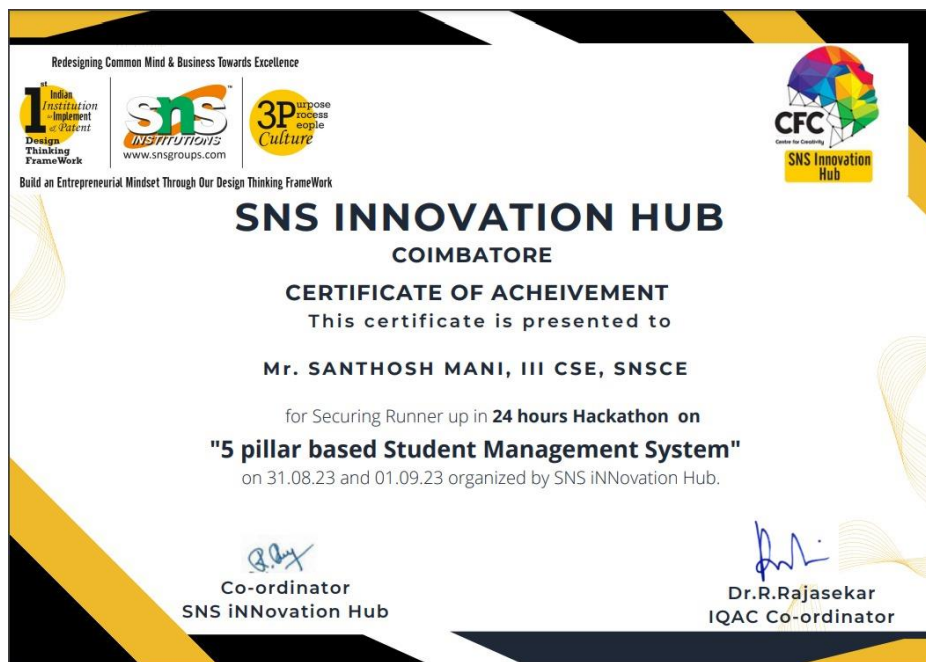 Redesigning Common Mind & Business Towards Excellence
1st Indian
Institution
to Implement
& Patent
Design
Thinking
FrameWork
sns
INSTITUTIONS
www.snsgroups.com
3Purpose
Process
People
Culture
Build an Entrepreneurial Mindset Through Our Design Thinking FrameWork
CFC
Centre for Creativity
SNS Innovation
Hub
SNS INNOVATION HUB
COIMBATORE
CERTIFICATE OF ACHEIVEMENT
This certificate is presented to
Mr. SANTHOSH MANI, III CSE, SNSCE
for Securing Runner up in 24 hours Hackathon on
"5 pillar based Student Management System"
on 31.08.23 and 01.09.23 organized by SNS iNNovation Hub.
Co-ordinator
SNS iNNovation Hub
Dr.R.Rajasekar
IQAC Co-ordinator